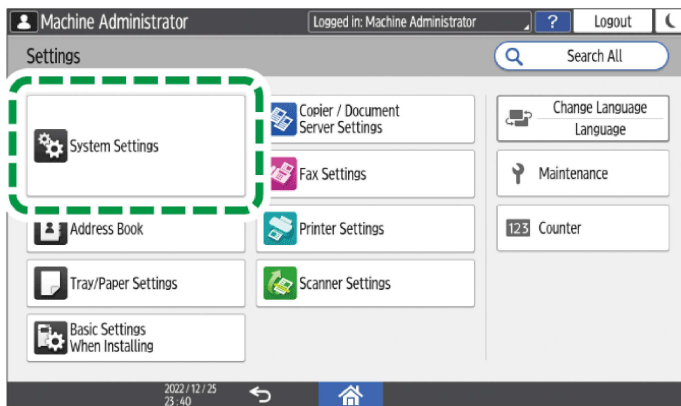 Machine Administrator
Logged in: Machine Administrator
?
Logout
Settings
Search All
System Settings
Copier / Document
Server Settings
Change Language
Language
Fax Settings
Maintenance
Address Book
Printer Settings
123
Counter
Tray/Paper Settings
Scanner Settings
Basic Settings
When Installing
2022/12/25
23:40